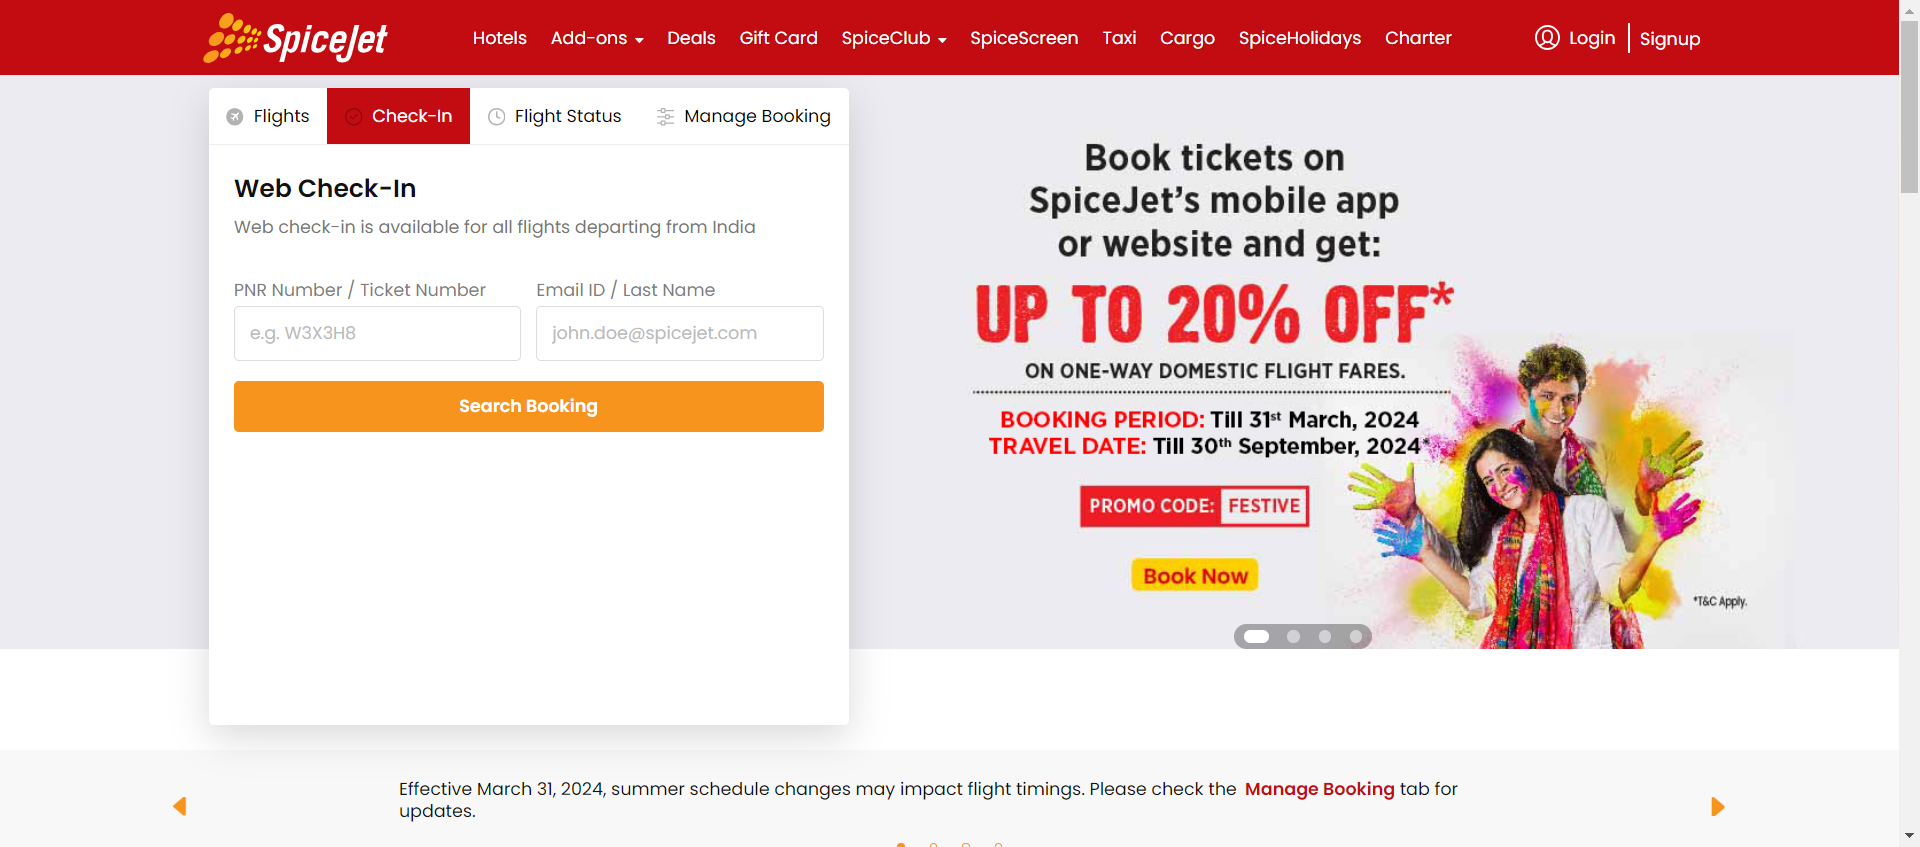 SpiceJet
Hotels Add-ons Deals Gift Card SpiceClub SpiceScreen Taxi Cargo SpiceHolidays Charter Login Signup
Flights Check-In Flight Status Manage Booking
Web Check-In
Web check-in is available for all flights departing from India
PNR Number / Ticket Number Email ID / Last Name
e.g. W3X3H8 john.doe@spicejet.com
Search Booking
Book tickets on
SpiceJet's mobile app
or website and get:
UP TO 20% OFF*
ON ONE-WAY DOMESTIC FLIGHT FARES.
BOOKING PERIOD: Till 31st March, 2024
TRAVEL DATE: Till 30th September, 2024*
PROMO CODE: FESTIVE
Book Now
*T&C Apply.
Effective March 31, 2024, summer schedule changes may impact flight timings. Please check the Manage Booking tab for
updates.